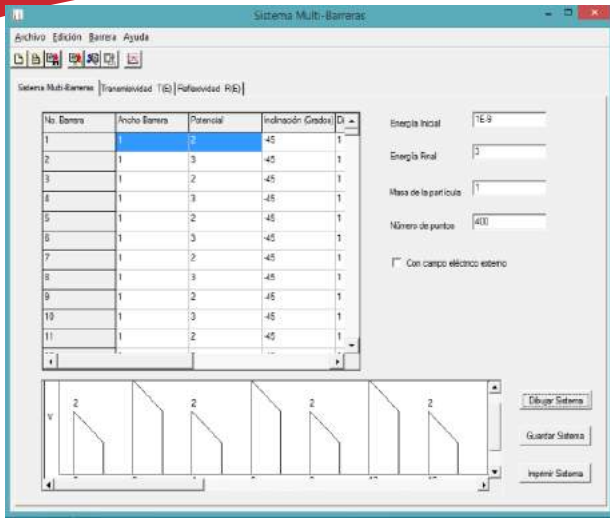 Sistema Multi-Barreras
Archivo Edición Barrera Ayuda
Sistema Multi-Barreras Transmisividad T(E) Reflexividad R(E)
No. Barrera Ancho Barrera Potencial Inclinación (Grados) Di
1 1 2 -45 1
2 1 3 -45 1
3 1 2 -45 1
4 1 3 -45 1
5 1 2 -45 1
6 1 3 -45 1
7 1 2 -45 1
8 1 3 -45 1
9 1 2 -45 1
10 1 3 -45 1
11 1 2 -45 1
Energía Inicial 1E-9
Energía Final 3
Masa de la partícula 1
Número de puntos 400
Con campo eléctrico externo
V 2 2 2 2
Dibujar Sistema
Guardar Sistema
Imprimir Sistema